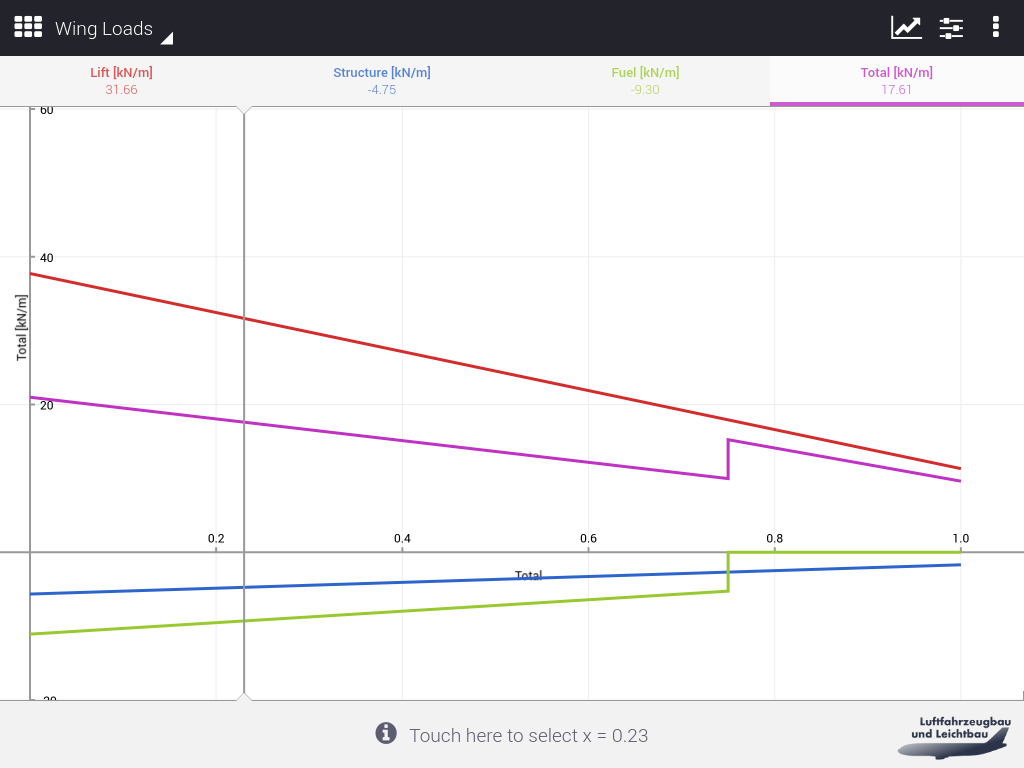 Wing Loads
Lift [kN/m]
31.66
Structure [kN/m]
-4.75
Fuel [kN/m]
-9.30
Total [kN/m]
17.61
60
40
Total [kN/m]
20
0.2
0.4
0.6
0.8
1.0
Total
-20
Touch here to select x = 0.23
Luftfahrzeugbau
und Leichtbau